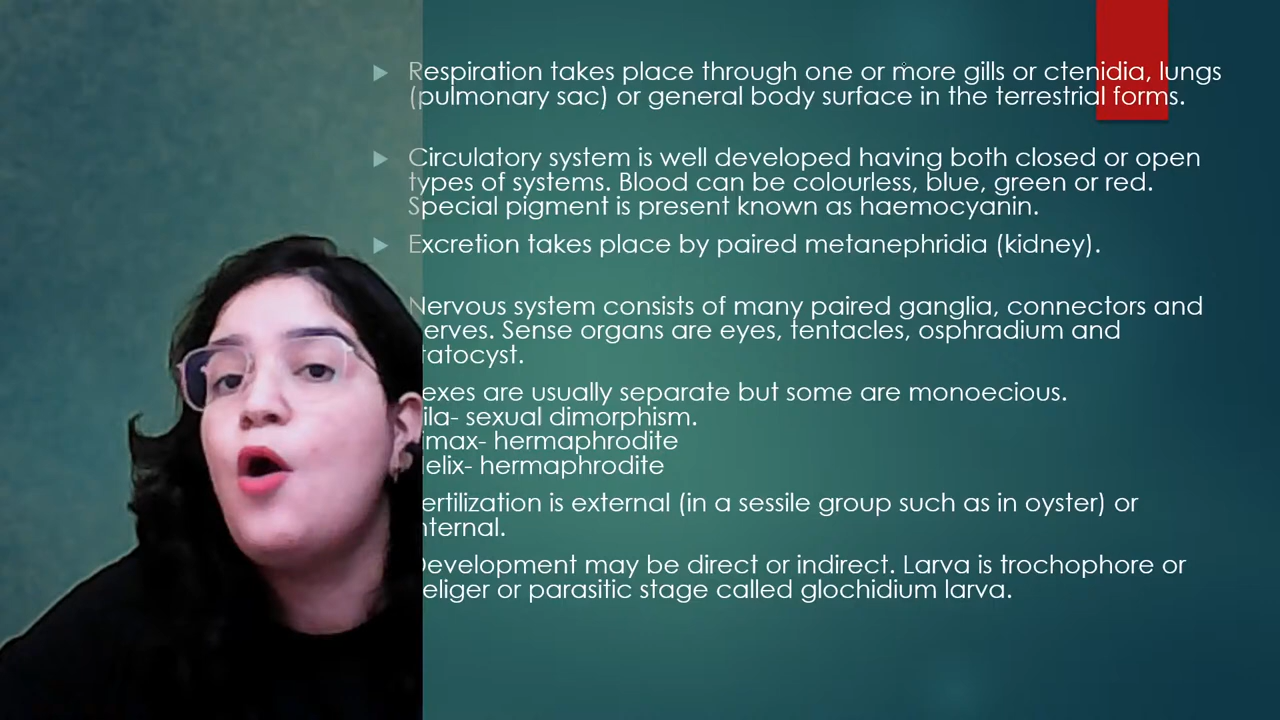 Respiration takes place through one or more gills or ctenidia, lungs
(pulmonary sac) or general body surface in the terrestrial forms.
Circulatory system is well developed having both closed or open
types of systems. Blood can be colourless, blue, green or red.
Special pigment is present known as haemocyanin.
Excretion takes place by paired metanephridia (kidney).
Nervous system consists of many paired ganglia, connectors and
erves. Sense organs are eyes, tentacles, osphradium and
tatocyst.
exes are usually separate but some are monoecious.
ila- sexual dimorphism.
imax- hermaphrodite
elix- hermaphrodite
ertilization is external (in a sessile group such as in oyster) or
nternal.
Development may be direct or indirect. Larva is trochophore or
eliger or parasitic stage called glochidium larva.